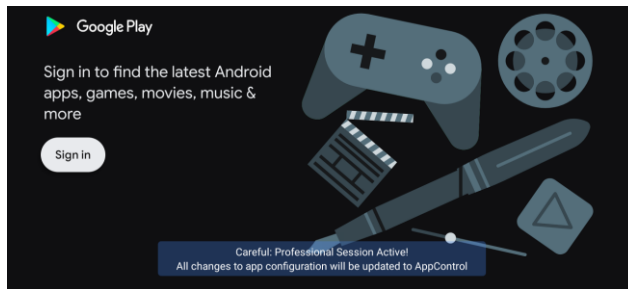 Google Play
Sign in to find the latest Android
apps, games, movies, music &
more
Sign in
Careful: Professional Session Active!
All changes to app configuration will be updated to AppControl